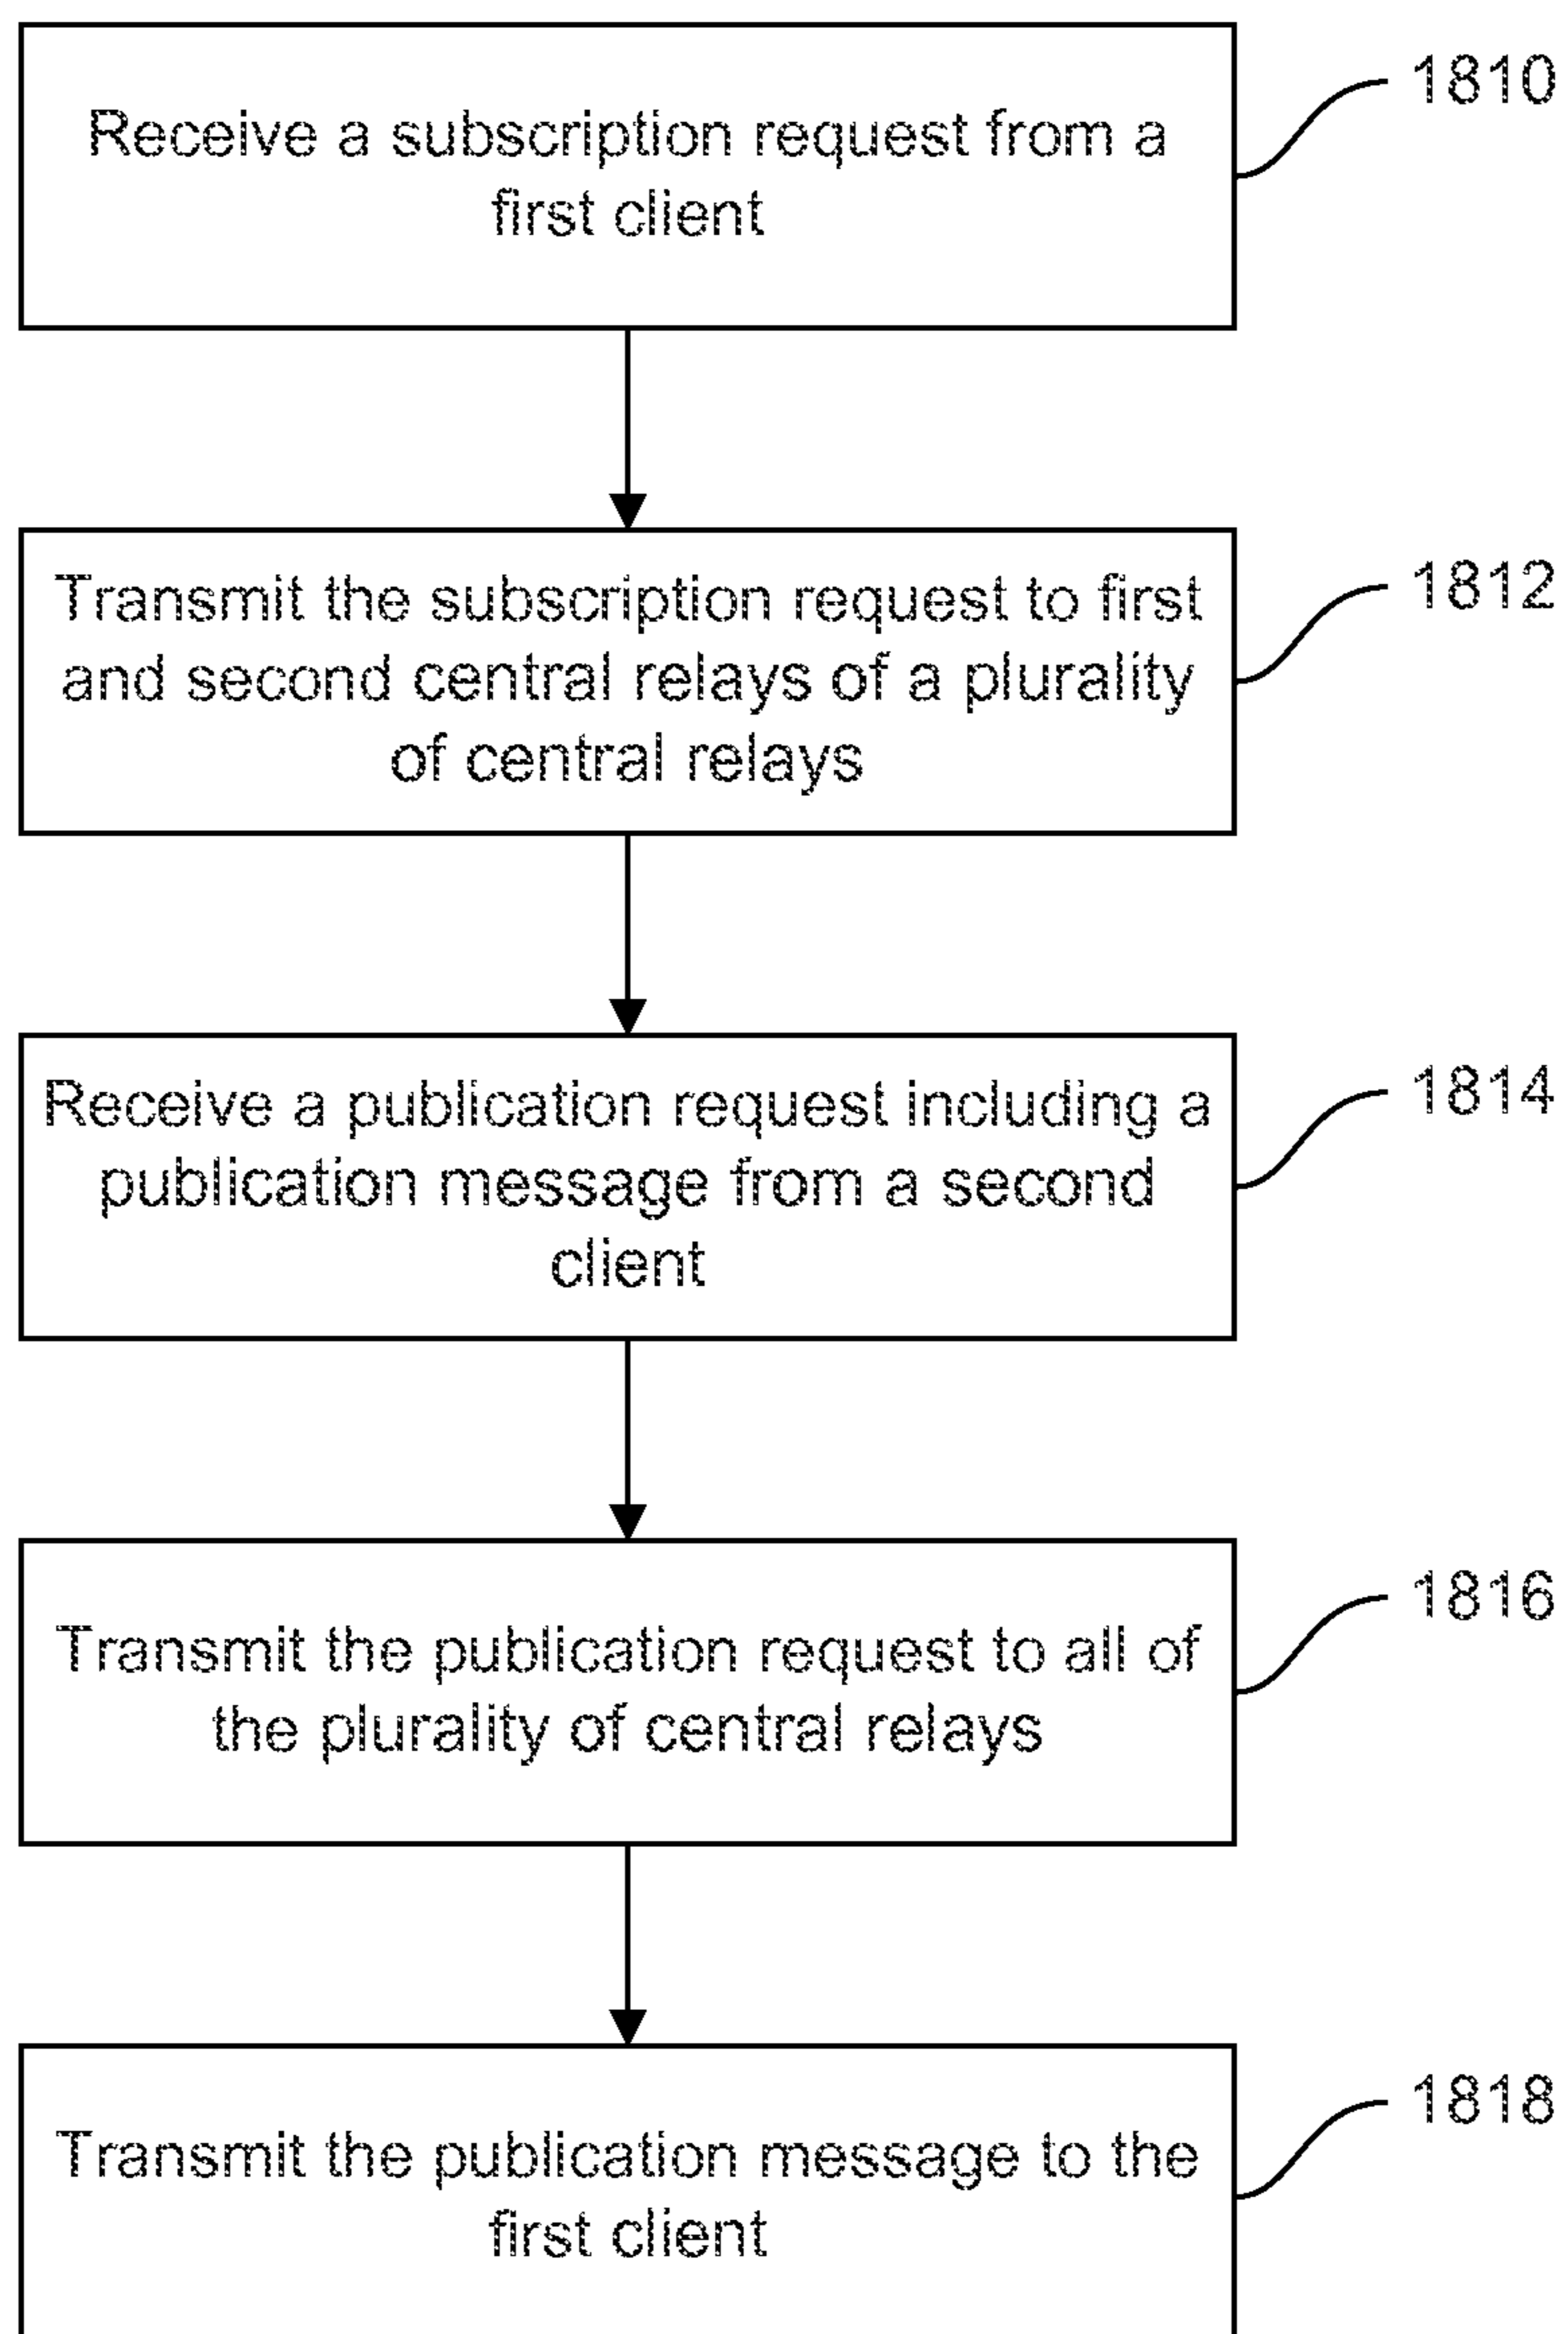 Receive a subscription request from a
first client
1810
Transmit the subscription request to first
and second central relays of a plurality
of central relays
1812
Receive a publication request including a
publication message from a second
client
1814
Transmit the publication request to all of
the plurality of central relays
1816
Transmit the publication message to the
first client
1818